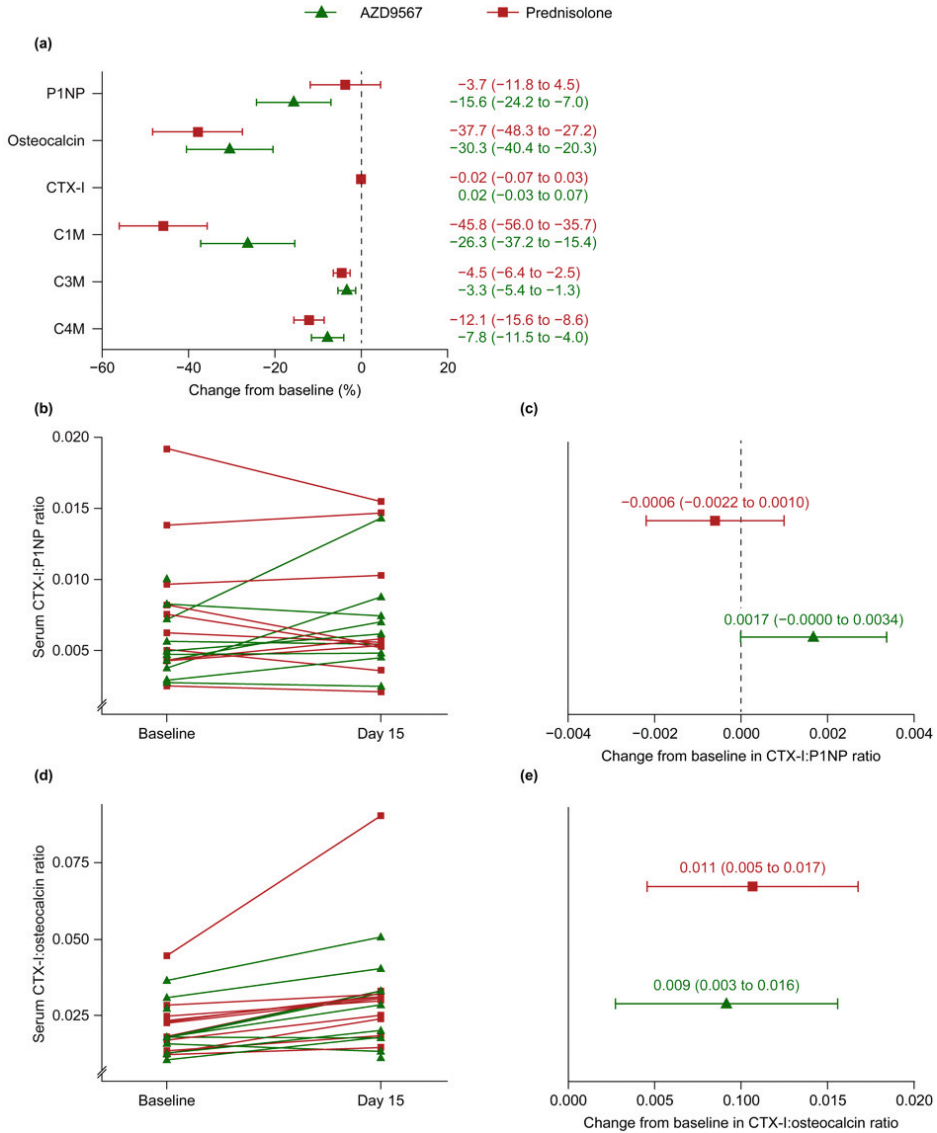 AZD9567 Prednisolone
(a)
P1NP
−3.7 (−11.8 to 4.5)
−15.6 (−24.2 to −7.0)
Osteocalcin
−37.7 (−48.3 to −27.2)
−30.3 (−40.4 to −20.3)
CTX-I
−0.02 (−0.07 to 0.03)
0.02 (−0.03 to 0.07)
C1M
−45.8 (−56.0 to −35.7)
−26.3 (−37.2 to −15.4)
C3M
−4.5 (−6.4 to −2.5)
−3.3 (−5.4 to −1.3)
C4M
−12.1 (−15.6 to −8.6)
−7.8 (−11.5 to −4.0)
−60 −40 −20 0 20
Change from baseline (%)
(b)
Serum CTX-I:P1NP ratio
0.020
0.015
0.010
0.005
Baseline Day 15
(c)
−0.0006 (−0.0022 to 0.0010)
0.0017 (−0.0000 to 0.0034)
−0.004 −0.002 0.000 0.002 0.004
Change from baseline in CTX-I:P1NP ratio
(d)
Serum CTX-I:osteocalcin ratio
0.075
0.050
0.025
Baseline Day 15
(e)
0.011 (0.005 to 0.017)
0.009 (0.003 to 0.016)
0.000 0.005 0.100 0.015 0.020
Change from baseline in CTX-I:osteocalcin ratio